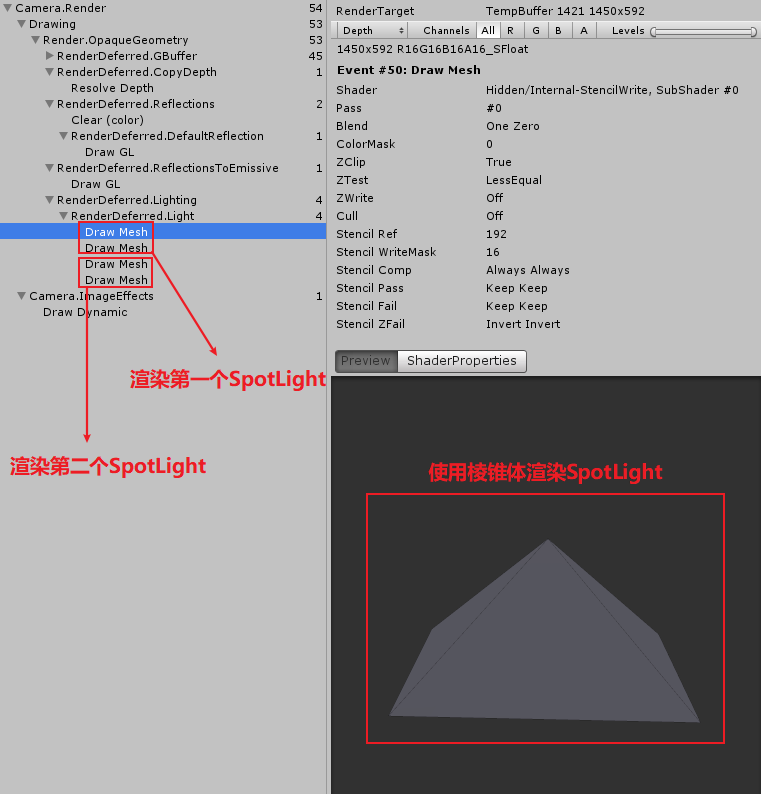 Camera.Render 54
Drawing 53
Render.OpaqueGeometry 53
RenderDeferred.GBuffer 45
RenderDeferred.CopyDepth 1
Resolve Depth
RenderDeferred.Reflections 2
Clear (color)
RenderDeferred.DefaultReflection 1
Draw GL
RenderDeferred.ReflectionsToEmissive 1
Draw GL
RenderDeferred.Lighting 4
RenderDeferred.Light 4
Draw Mesh
Draw Mesh
Draw Mesh
Draw Mesh
Camera.ImageEffects 1
Draw Dynamic
渲染第一个SpotLight
渲染第二个SpotLight
RenderTarget TempBuffer 1421 1450x592
Depth Channels All R G B A Levels
1450x592 R16G16B16A16_SFloat
Event #50: Draw Mesh
Shader Hidden/Internal-StencilWrite, SubShader #0
Pass #0
Blend One Zero
ColorMask 0
ZClip True
ZTest LessEqual
ZWrite Off
Cull Off
Stencil Ref 192
Stencil WriteMask 16
Stencil Comp Always Always
Stencil Pass Keep Keep
Stencil Fail Keep Keep
Stencil ZFail Invert Invert
Preview ShaderProperties
使用棱锥体渲染SpotLight